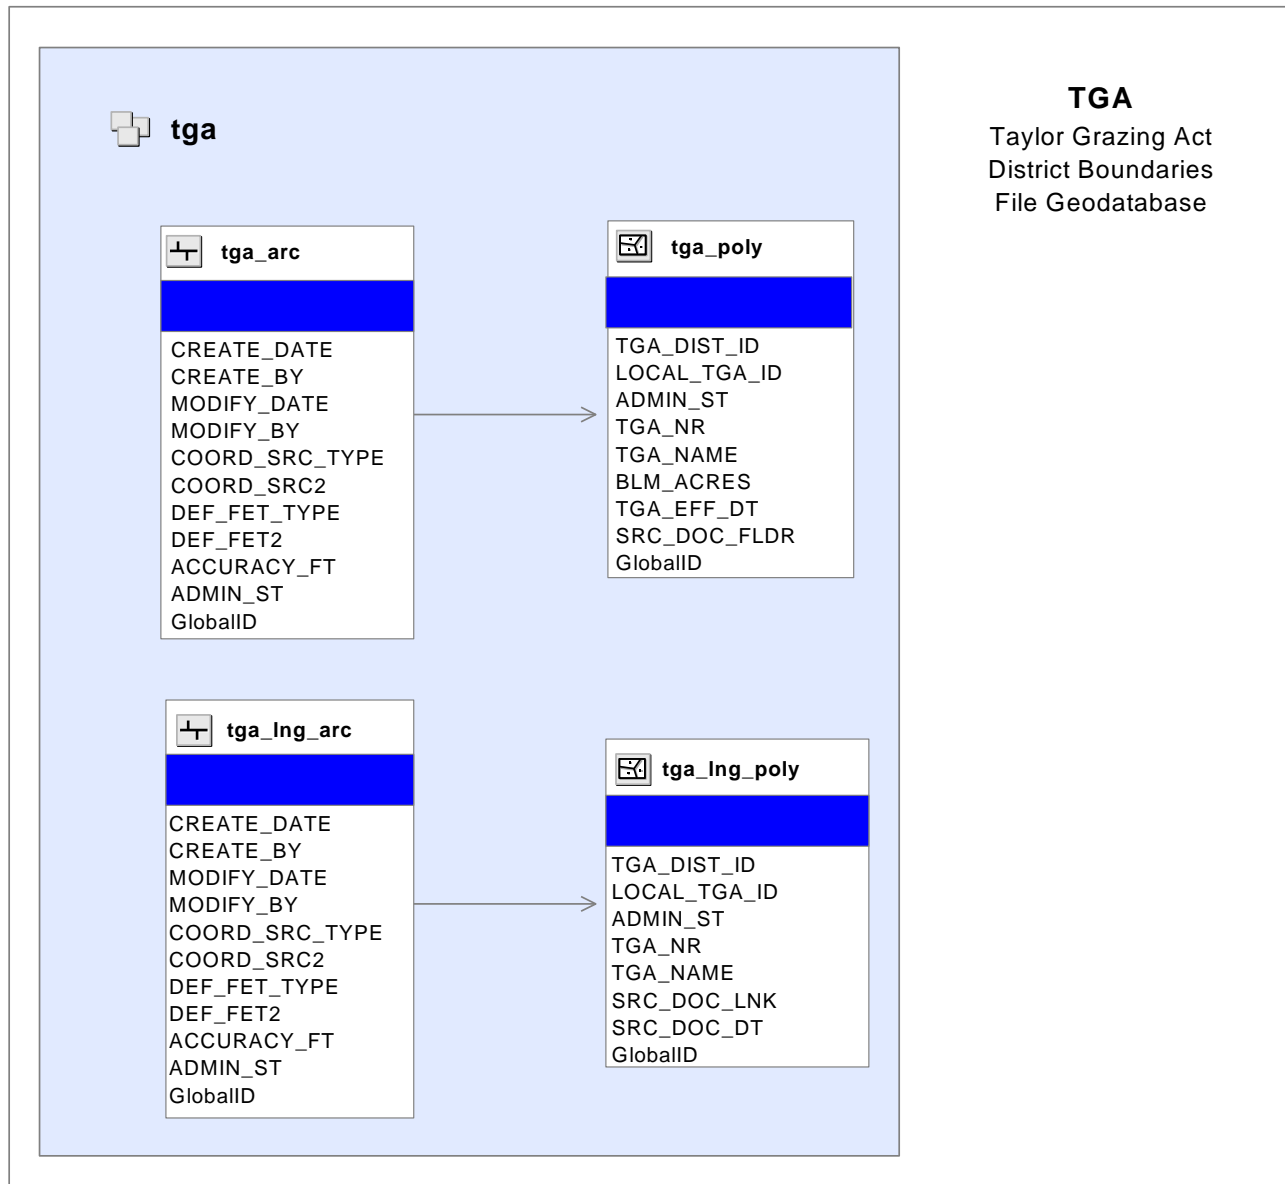 TGA
Taylor Grazing Act
District Boundaries
File Geodatabase
tga
tga_arc
CREATE_DATE
CREATE_BY
MODIFY_DATE
MODIFY_BY
COORD_SRC_TYPE
COORD_SRC2
DEF_FET_TYPE
DEF_FET2
ACCURACY_FT
ADMIN_ST
GlobalID
tga_poly
TGA_DIST_ID
LOCAL_TGA_ID
ADMIN_ST
TGA_NR
TGA_NAME
BLM_ACRES
TGA_EFF_DT
SRC_DOC_FLDR
GlobalID
tga_lng_arc
CREATE_DATE
CREATE_BY
MODIFY_DATE
MODIFY_BY
COORD_SRC_TYPE
COORD_SRC2
DEF_FET_TYPE
DEF_FET2
ACCURACY_FT
ADMIN_ST
GlobalID
tga_lng_poly
TGA_DIST_ID
LOCAL_TGA_ID
ADMIN_ST
TGA_NR
TGA_NAME
SRC_DOC_LNK
SRC_DOC_DT
GlobalID